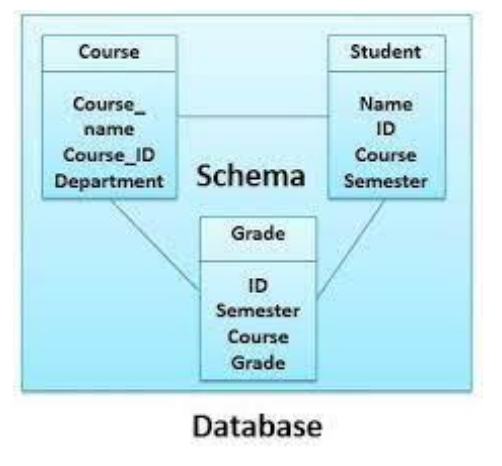 Course
Course_
name
Course_ID
Department
Student
Name
ID
Course
Semester
Schema
Grade
ID
Semester
Course
Grade
Database